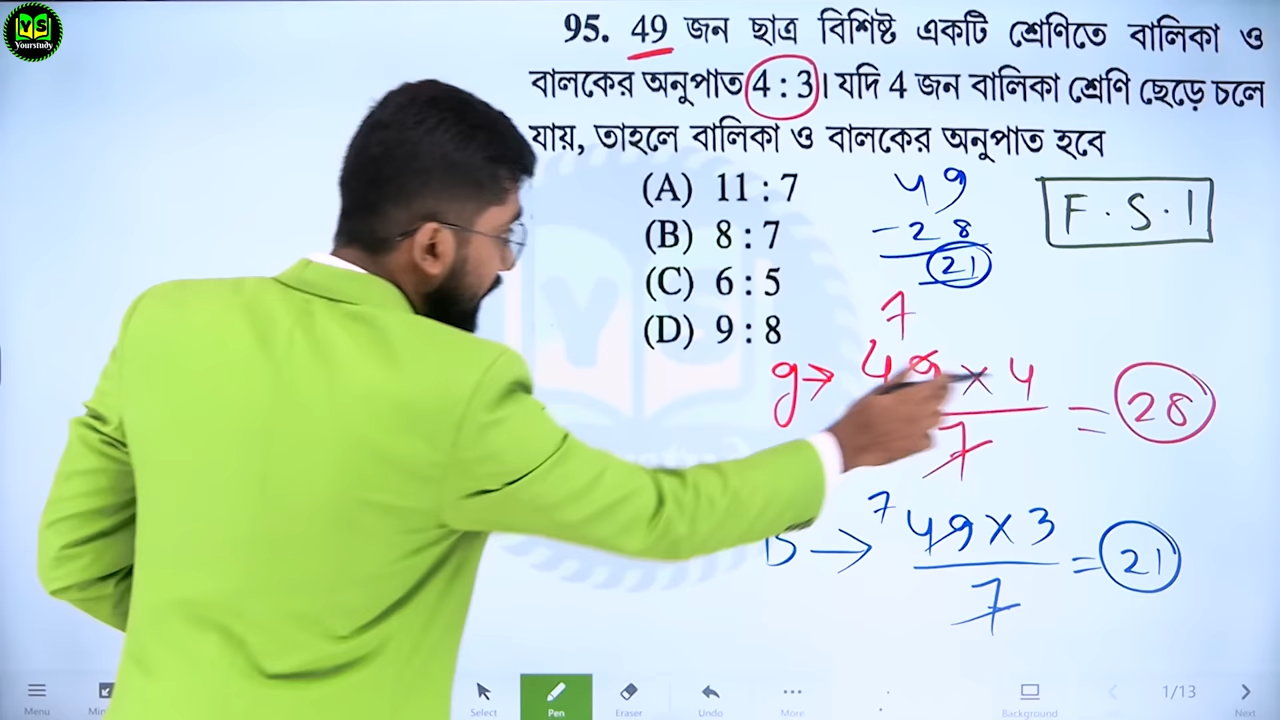 YS
Yourstudy
95. 49 জন ছাত্র বিশিষ্ট একটি শ্রেণিতে বালিকা ও
বালকের অনুপাত 4 : 3। যদি 4 জন বালিকা শ্রেণি ছেড়ে চলে
যায়, তাহলে বালিকা ও বালকের অনুপাত হবে
(A) 11 : 7
(B) 8 : 7
(C) 6 : 5
(D) 9 : 8
49
- 28
21
F.S.1
7
g→ 49 × 4
7
= 28
7
→ 49 × 3
7
= 21
Menu
Select
Pen
Eraser
Undo
More
Background
1/13
Next